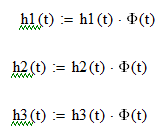 h1(t) := h1(t) · Φ(t)
h2(t) := h2(t) · Φ(t)
h3(t) := h3(t) · Φ(t)